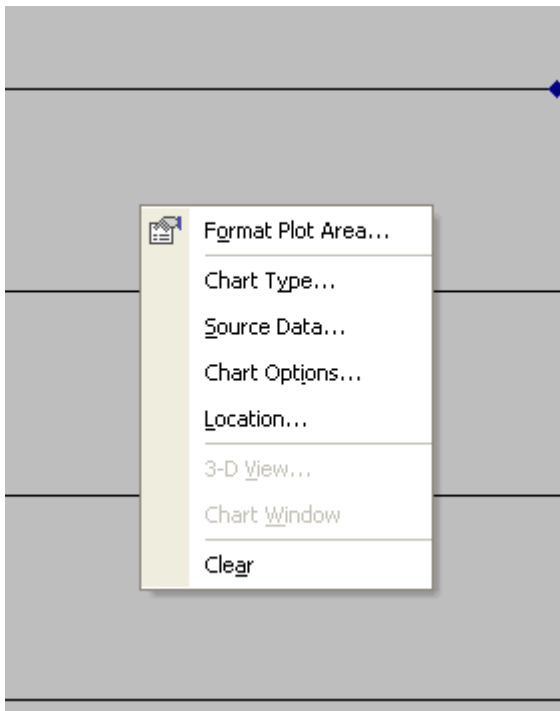 Format Plot Area...
Chart Type...
Source Data...
Chart Options...
Location...
3-D View...
Chart Window
Clear